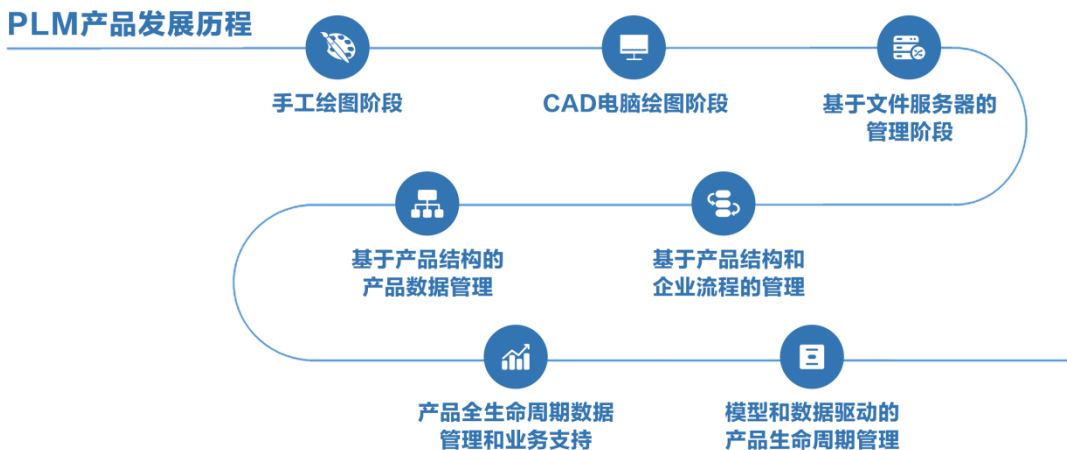 PLM产品发展历程
手工绘图阶段
CAD电脑绘图阶段
基于文件服务器的
管理阶段
基于产品结构的
产品数据管理
基于产品结构和
企业流程的管理
产品全生命周期数据
管理和业务支持
模型和数据驱动的
产品生命周期管理